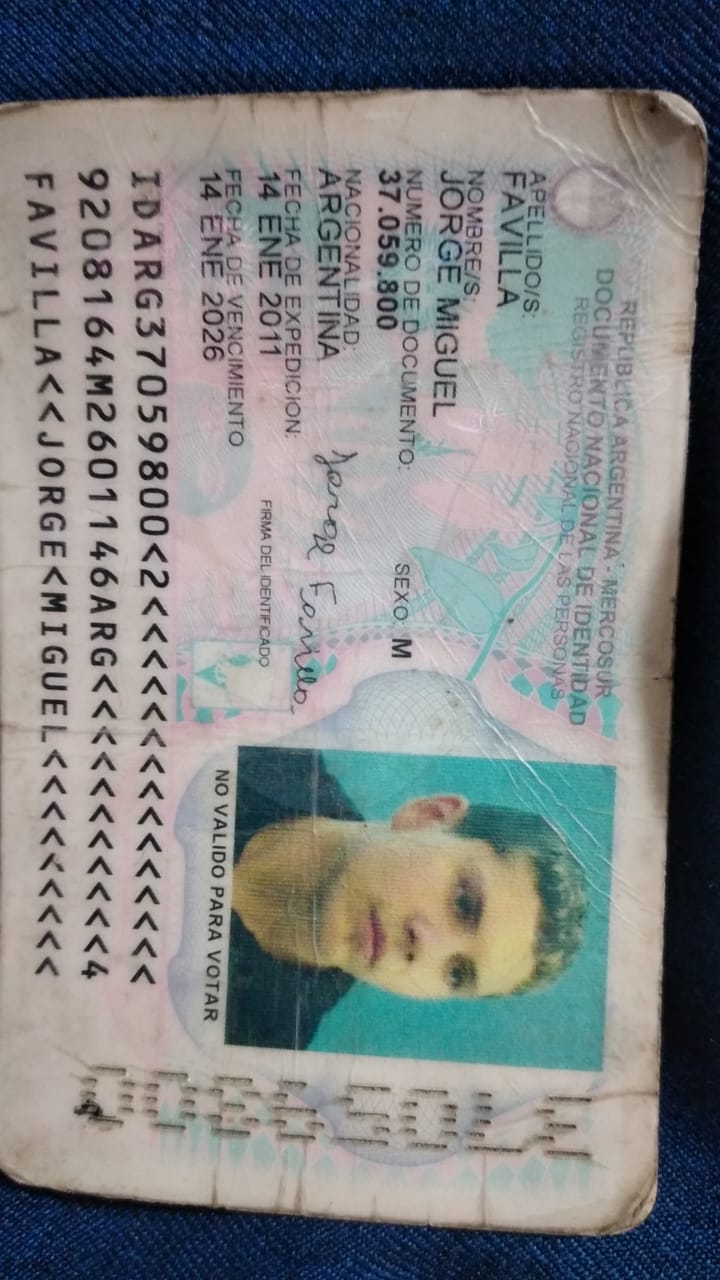 REPUBLICA ARGENTINA - MERCOSUR
DOCUMENTO NACIONAL DE IDENTIDAD
REGISTRO NACIONAL DE LAS PERSONAS
APELLIDO/S:
FAVILLA
NOMBRE/S:
JORGE MIGUEL
NUMERO DE DOCUMENTO:
37.059.800
SEXO: M
NACIONALIDAD:
ARGENTINA
FECHA DE EXPEDICION:
14 ENE 2011
FECHA DE VENCIMIENTO
14 ENE 2026
Jorge Favilla
FIRMA DEL IDENTIFICADO
NO VALIDO PARA VOTAR
IDARG37059800<2<<<<<<<<<<<<<<<
9208164M2601146ARG<<<<<<<<<<<4
FAVILLA<<JORGE<MIGUEL<<<<<<<<<